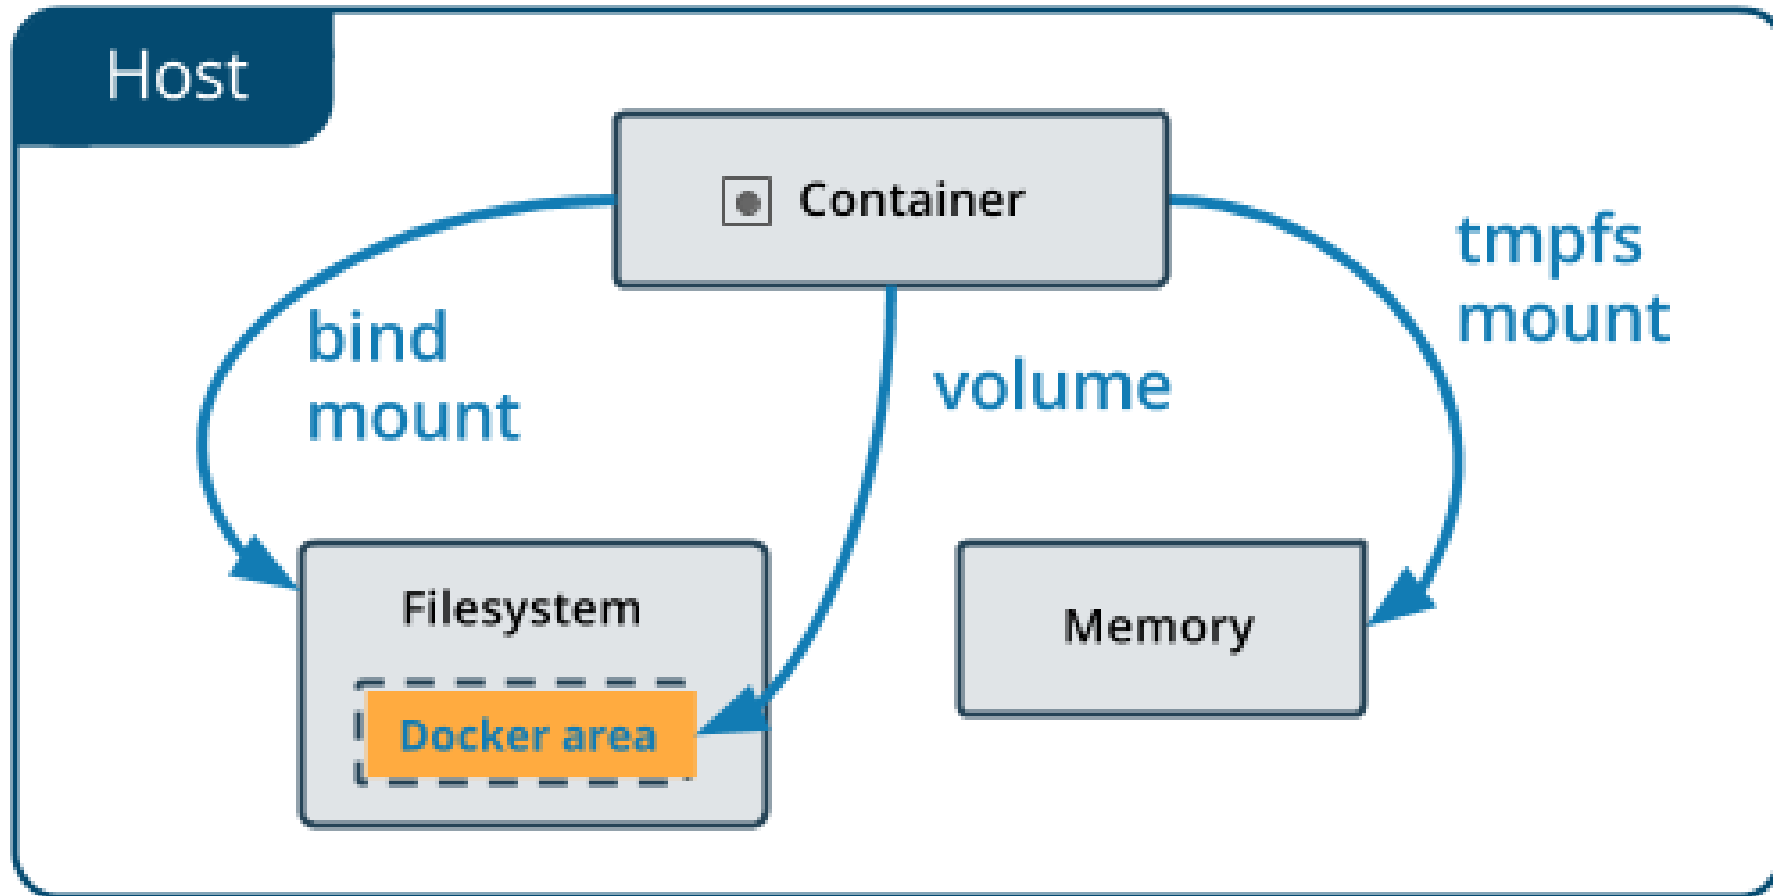 Host
Container
tmpfs
mount
bind
mount
volume
Filesystem
Memory
Docker area